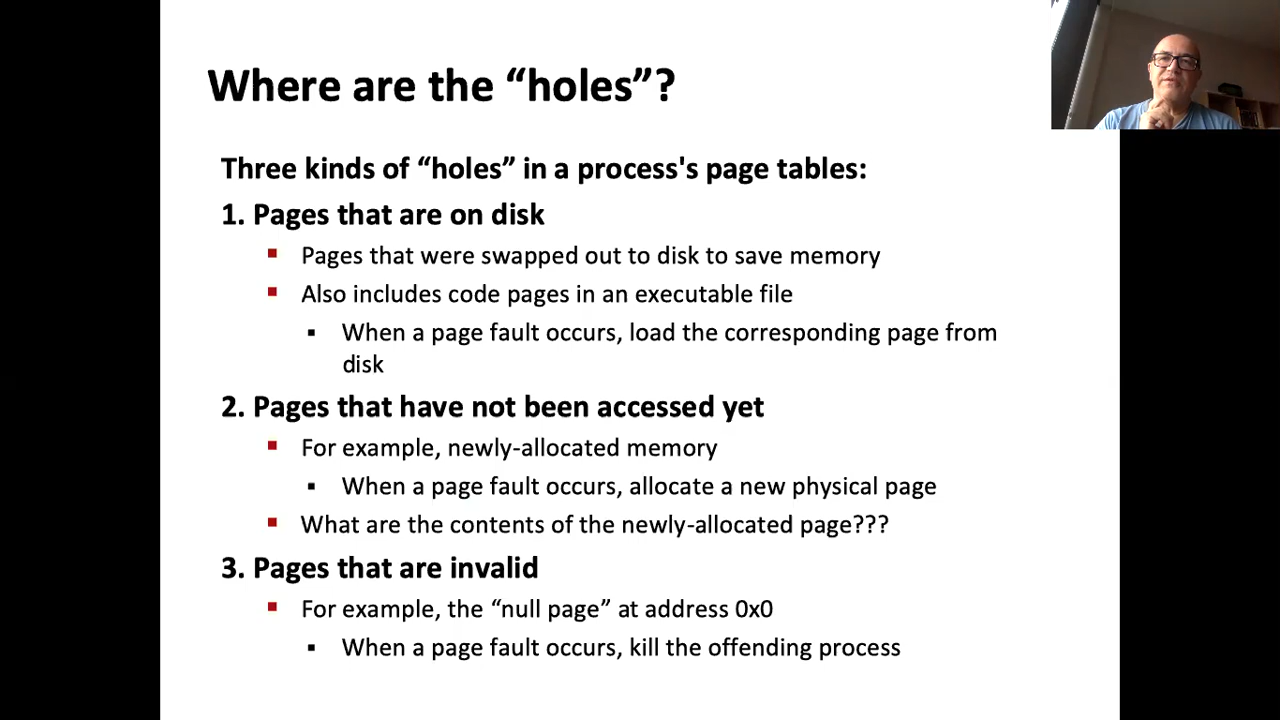 Where are the “holes”?
Three kinds of “holes” in a process's page tables:
1. Pages that are on disk
Pages that were swapped out to disk to save memory
Also includes code pages in an executable file
When a page fault occurs, load the corresponding page from
disk
2. Pages that have not been accessed yet
For example, newly-allocated memory
When a page fault occurs, allocate a new physical page
What are the contents of the newly-allocated page???
3. Pages that are invalid
For example, the “null page” at address 0x0
When a page fault occurs, kill the offending process